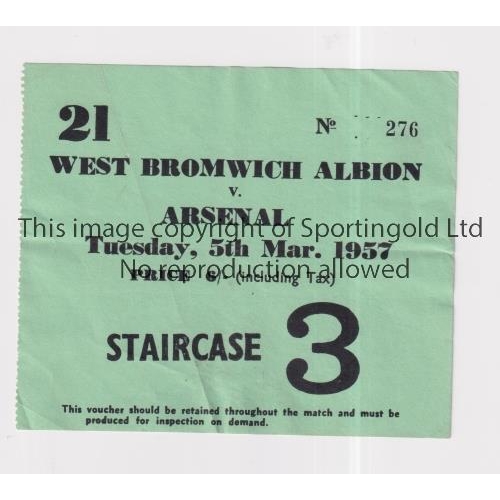 21 No 276
WEST BROMWICH ALBION
v.
ARSENAL
This image copyright of Sportingold Ltd
Tuesday, 5th Mar. 1957
No reproduction allowed
PRICE 6/- (including Tax)
STAIRCASE 3
This voucher should be retained throughout the match and must be
produced for inspection on demand.